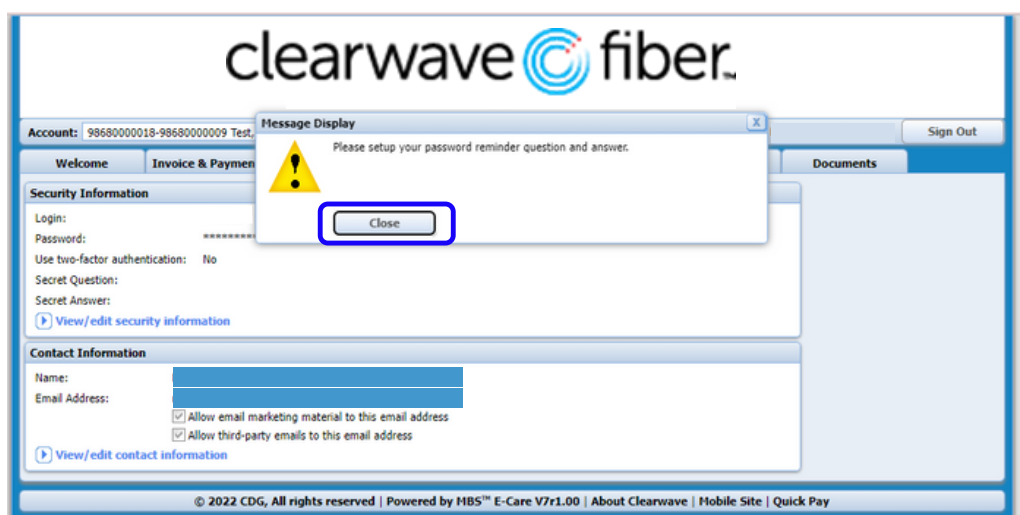 clearwave fiber
Account: 98680000018-98680000009 Test,
Sign Out
Message Display
X
Please setup your password reminder question and answer.
Close
Welcome
Invoice & Paymen
Documents
Security Information
Login:
Password: *********
Use two-factor authentication: No
Secret Question:
Secret Answer:
View/edit security information
Contact Information
Name:
Email Address:
Allow email marketing material to this email address
Allow third-party emails to this email address
View/edit contact information
© 2022 CDG, All rights reserved | Powered by MBS™ E-Care V7r1.00 | About Clearwave | Mobile Site | Quick Pay